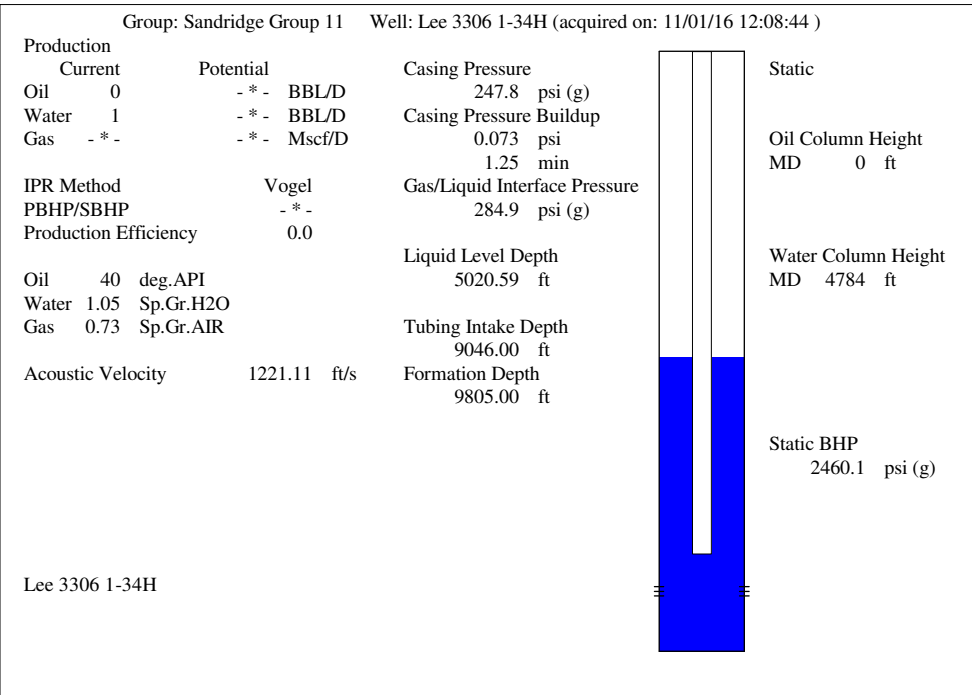 Group: Sandridge Group 11 Well: Lee 3306 1-34H (acquired on: 11/01/16 12:08:44 )
Production
Current Potential
Oil 0 - * - BBL/D
Water 1 - * - BBL/D
Gas - * - - * - Mscf/D
IPR Method Vogel
PBHP/SBHP - * -
Production Efficiency 0.0
Oil 40 deg.API
Water 1.05 Sp.Gr.H2O
Gas 0.73 Sp.Gr.AIR
Acoustic Velocity 1221.11 ft/s
Casing Pressure
247.8 psi (g)
Casing Pressure Buildup
0.073 psi
1.25 min
Gas/Liquid Interface Pressure
284.9 psi (g)
Liquid Level Depth
5020.59 ft
Tubing Intake Depth
9046.00 ft
Formation Depth
9805.00 ft
Static
Oil Column Height
MD 0 ft
Water Column Height
MD 4784 ft
Static BHP
2460.1 psi (g)
Lee 3306 1-34H